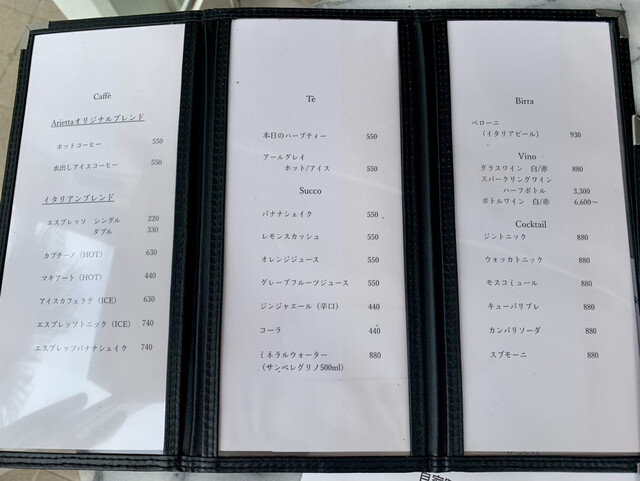 Caffè
Ariettaオリジナルブレンド
ホットコーヒー 550
水出しアイスコーヒー 550
イタリアンブレンド
エスプレッソ シングル 220
ダブル 330
カプチーノ（HOT） 630
マキアート（HOT） 440
アイスカフェラテ（ICE） 630
エスプレッソトニック（ICE） 740
エスプレッソバナナシェイク 740
Tè
本日のハーブティー 550
アールグレイ
ホット/アイス 550
Succo
バナナシェイク 550
レモンスカッシュ 550
オレンジジュース 550
グレープフルーツジュース 550
ジンジャエール（辛口） 440
コーラ 440
ミネラルウォーター 880
（サンペレグリノ500ml）
Birra
ペローニ
（イタリアビール） 930
Vino
グラスワイン 白/赤 880
スパークリングワイン
ハーフボトル 3,300
ボトルワイン 白/赤 6,600〜
Cocktail
ジントニック 880
ウォッカトニック 880
モスコミュール 880
キューバリブレ 880
カンパリソーダ 880
スプモーニ 880